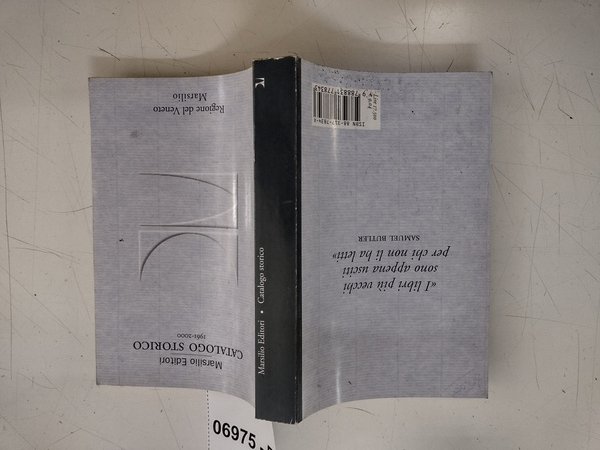 Marsilio Editori
CATALOGO STORICO
1961-2000
Regione del Veneto
Marsilio
Marsilio Editori • Catalogo storico
«I libri più vecchi
sono appena usciti
per chi non li ha letti»
SAMUEL BUTLER
06975